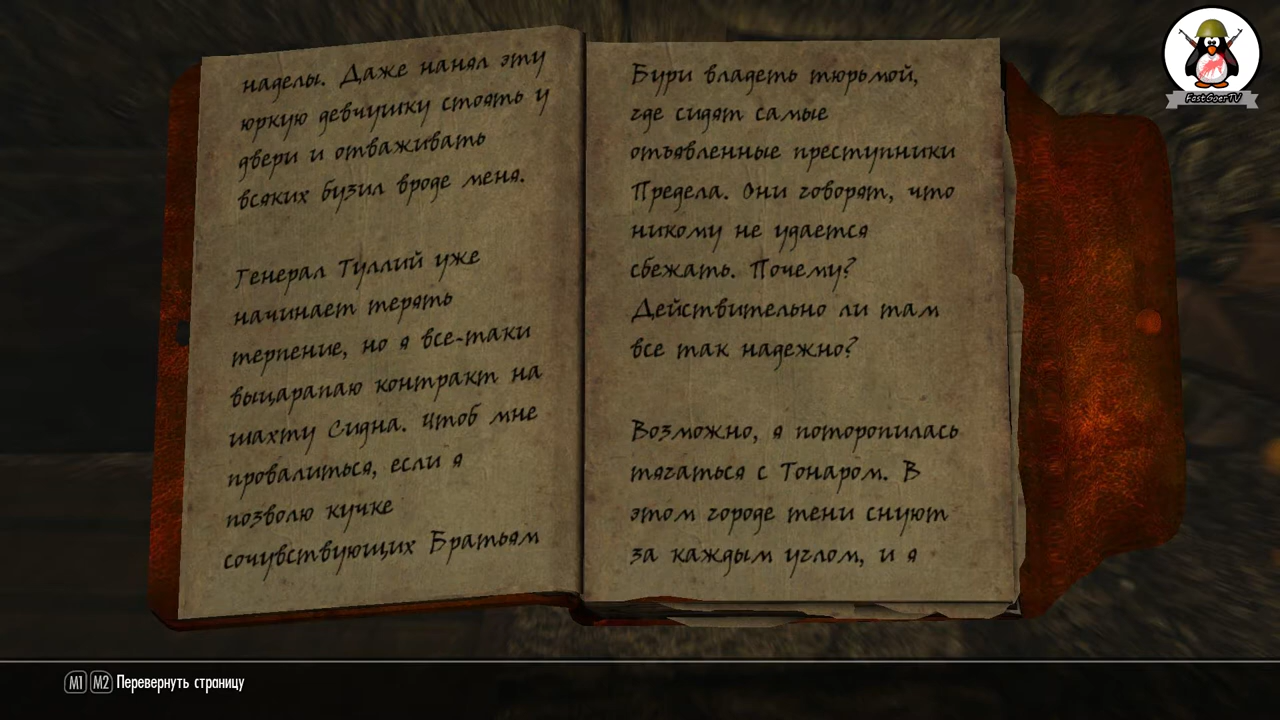 наделы. Даже нанял эту
юркую девчушку стоять у
двери и отваживать
всяких бузил вроде меня.
Генерал Туллий уже
начинает терять
терпение, но я все-таки
выцарапаю контракт на
шахту Сидна. Чтоб мне
провалиться, если я
позволю кучке
сочувствующих Братьям
Бури владеть тюрьмой,
где сидят самые
отъявленные преступники
Предела. Они говорят, что
никому не удается
сбежать. Почему?
Действительно ли там
все так надежно?
Возможно, я поторопилась
тягаться с Тонаром. В
этом городе тени снуют
за каждым углом, и я
FastGoerTV
M1 M2 Перевернуть страницу